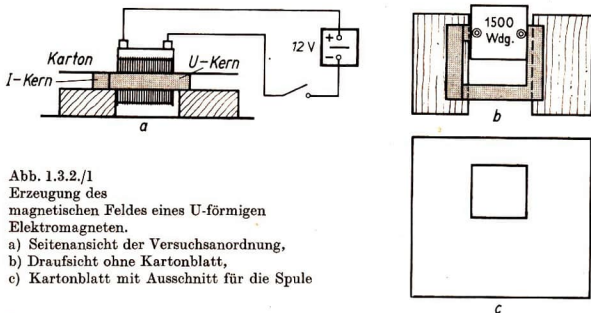 Karton
I-Kern
U-Kern
12 V
+
−
a
1500
Wdg.
b
Abb. 1.3.2./1
Erzeugung des
magnetischen Feldes eines U-förmigen
Elektromagneten.
a) Seitenansicht der Versuchsanordnung,
b) Draufsicht ohne Kartonblatt,
c) Kartonblatt mit Ausschnitt für die Spule
c